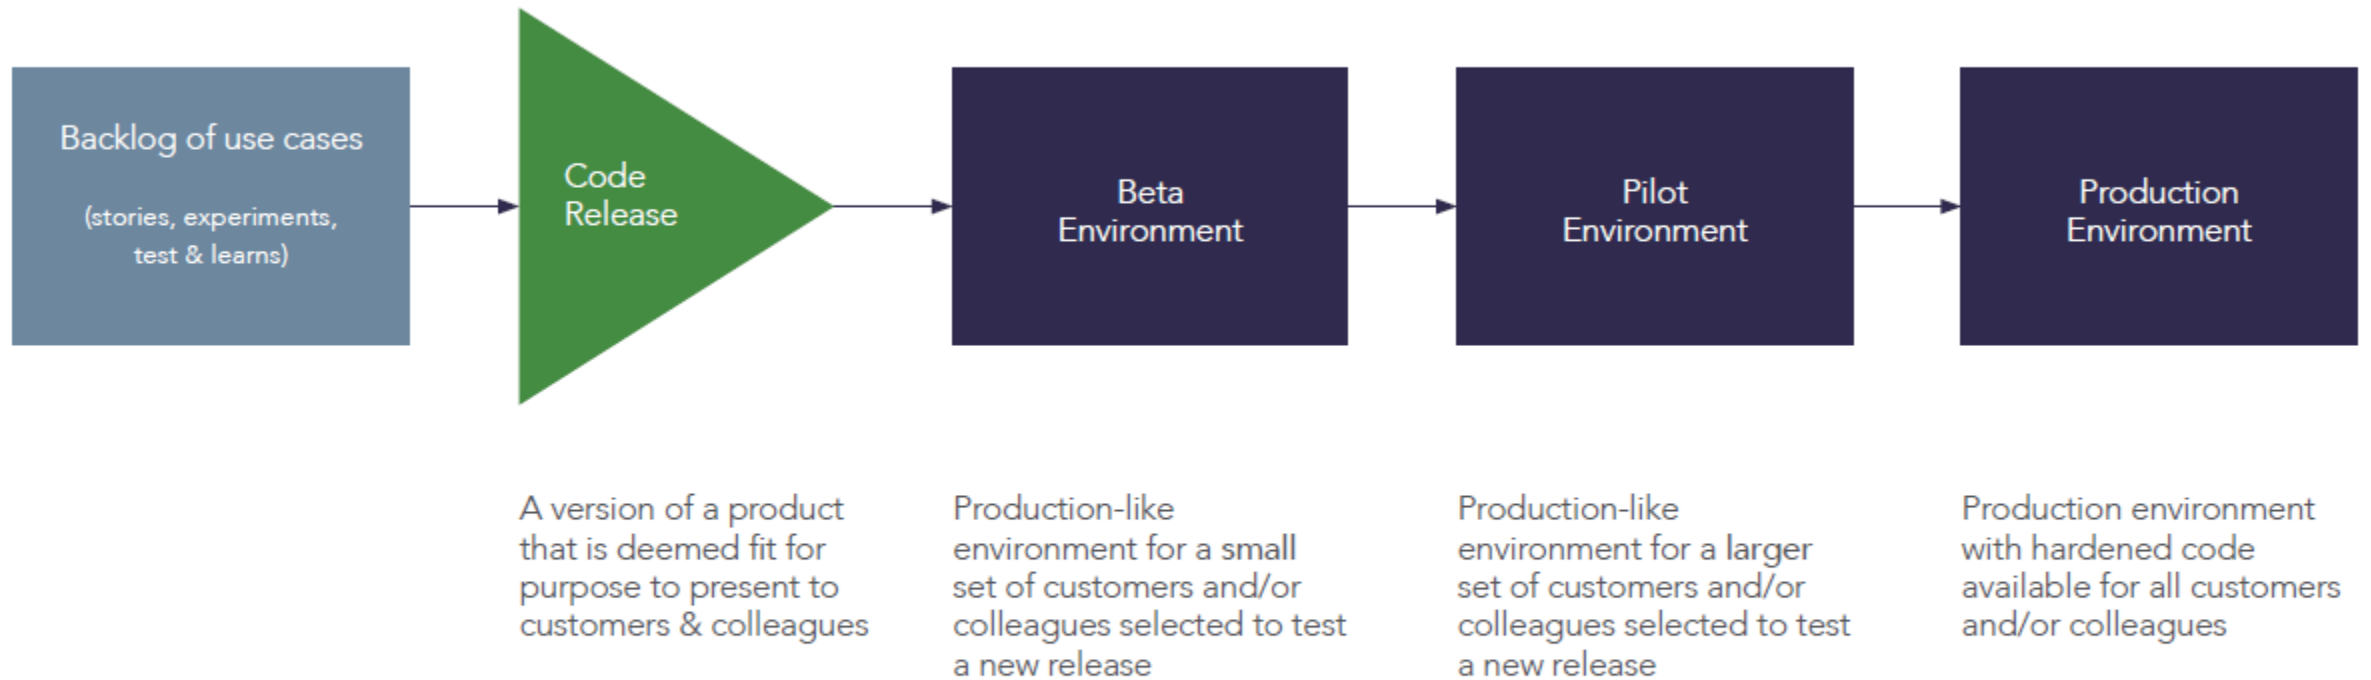 Backlog of use cases
(stories, experiments,
test & learns)
Code
Release
Beta
Environment
Pilot
Environment
Production
Environment
A version of a product
that is deemed fit for
purpose to present to
customers & colleagues
Production-like
environment for a small
set of customers and/or
colleagues selected to test
a new release
Production-like
environment for a larger
set of customers and/or
colleagues selected to test
a new release
Production environment
with hardened code
available for all customers
and/or colleagues